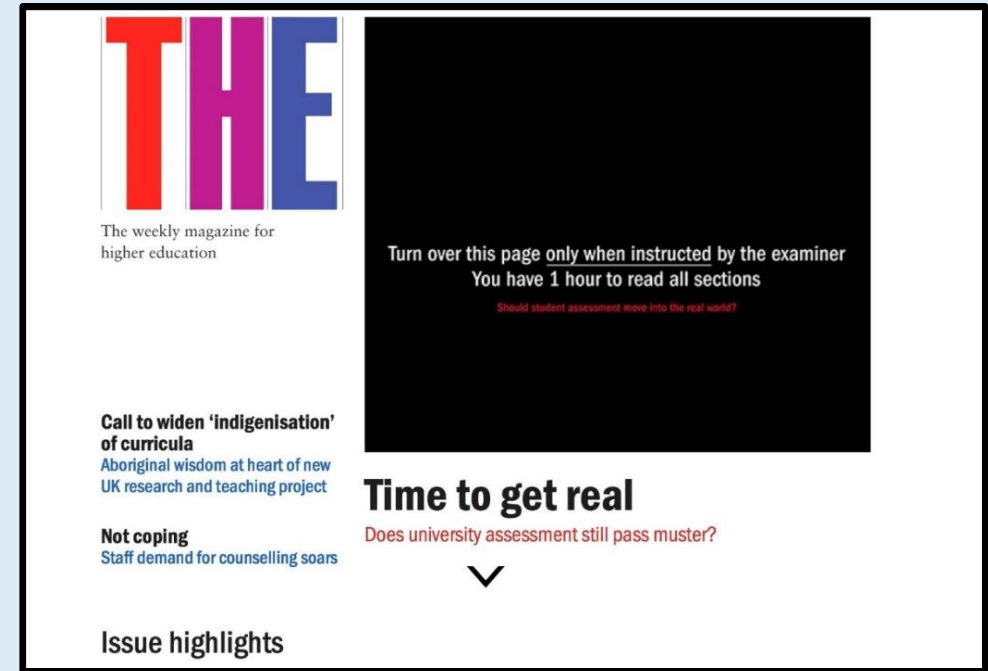 THE
The weekly magazine for
higher education
Turn over this page only when instructed by the examiner
You have 1 hour to read all sections
Should student assessment move into the real world?
Call to widen ‘indigenisation’
of curricula
Aboriginal wisdom at heart of new
UK research and teaching project
Not coping
Staff demand for counselling soars
Time to get real
Does university assessment still pass muster?
Issue highlights